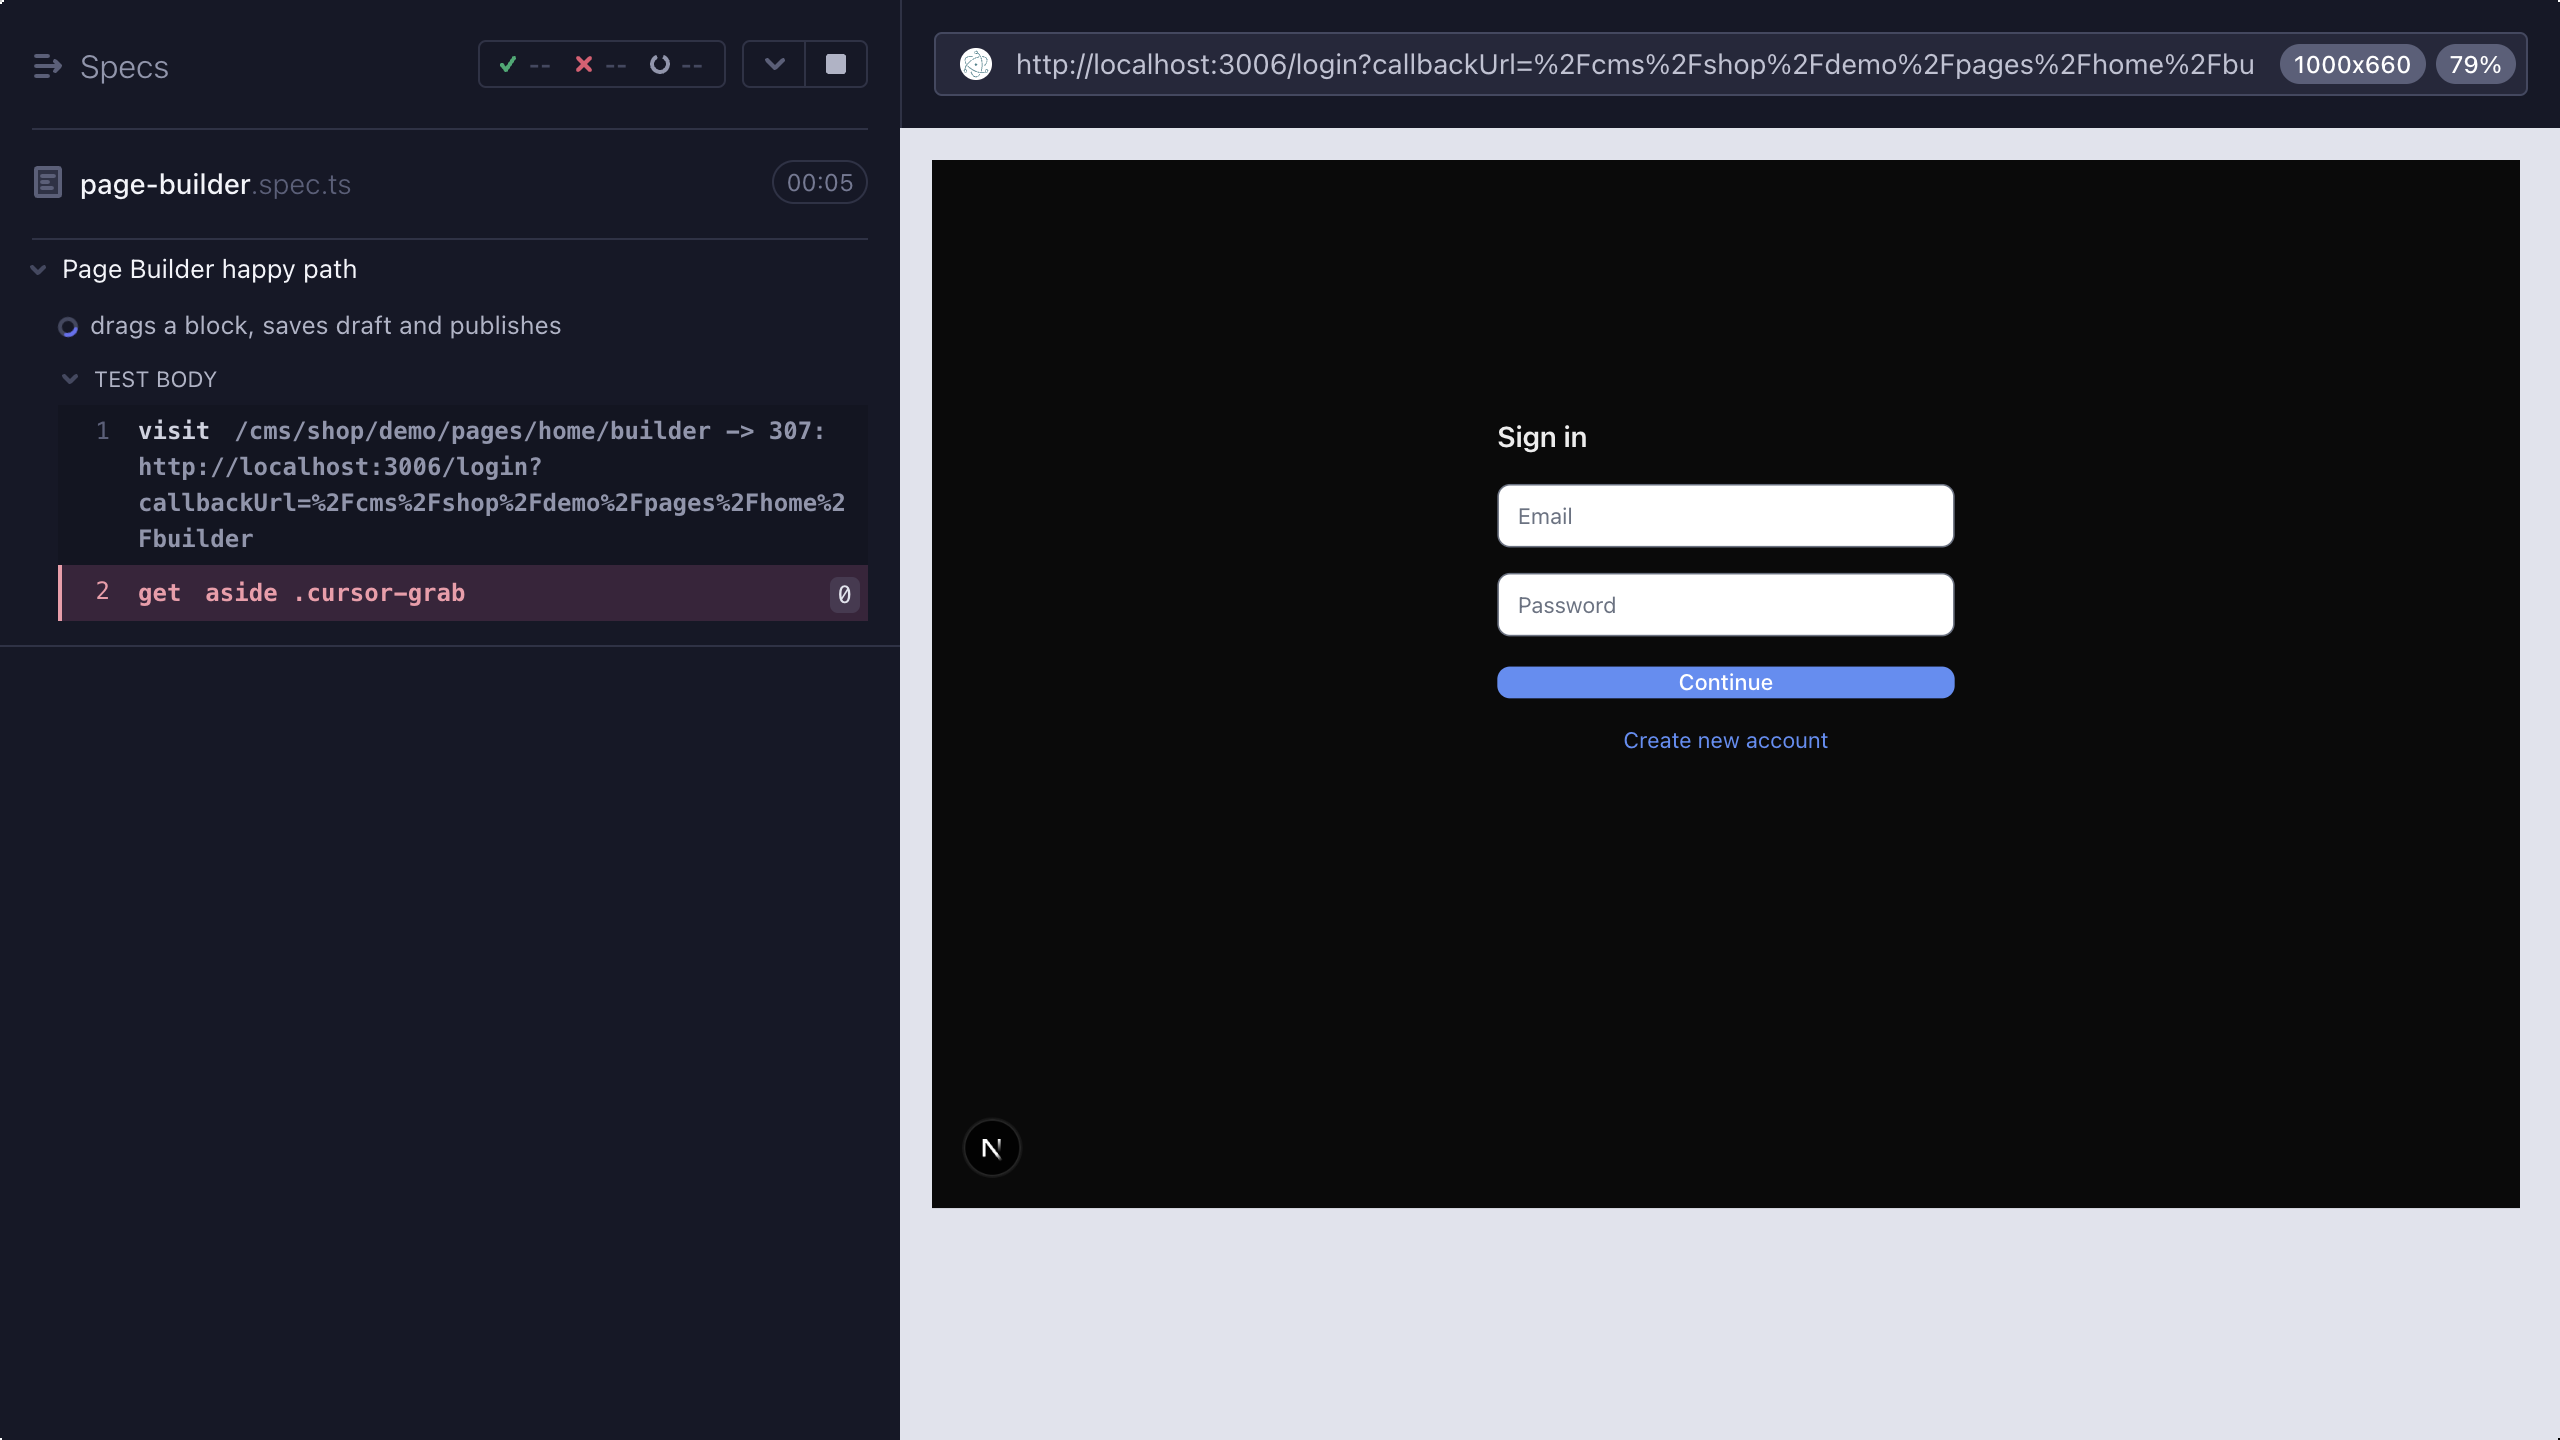 Specs
-- -- --
page-builder.spec.ts
00:05
Page Builder happy path
drags a block, saves draft and publishes
TEST BODY
1 visit /cms/shop/demo/pages/home/builder -> 307:
http://localhost:3006/login?
callbackUrl=%2Fcms%2Fshop%2Fdemo%2Fpages%2Fhome%2
Fbuilder
2 get aside .cursor-grab 0
http://localhost:3006/login?callbackUrl=%2Fcms%2Fshop%2Fdemo%2Fpages%2Fhome%2Fbu
1000x660
79%
Sign in
Email
Password
Continue
Create new account
N